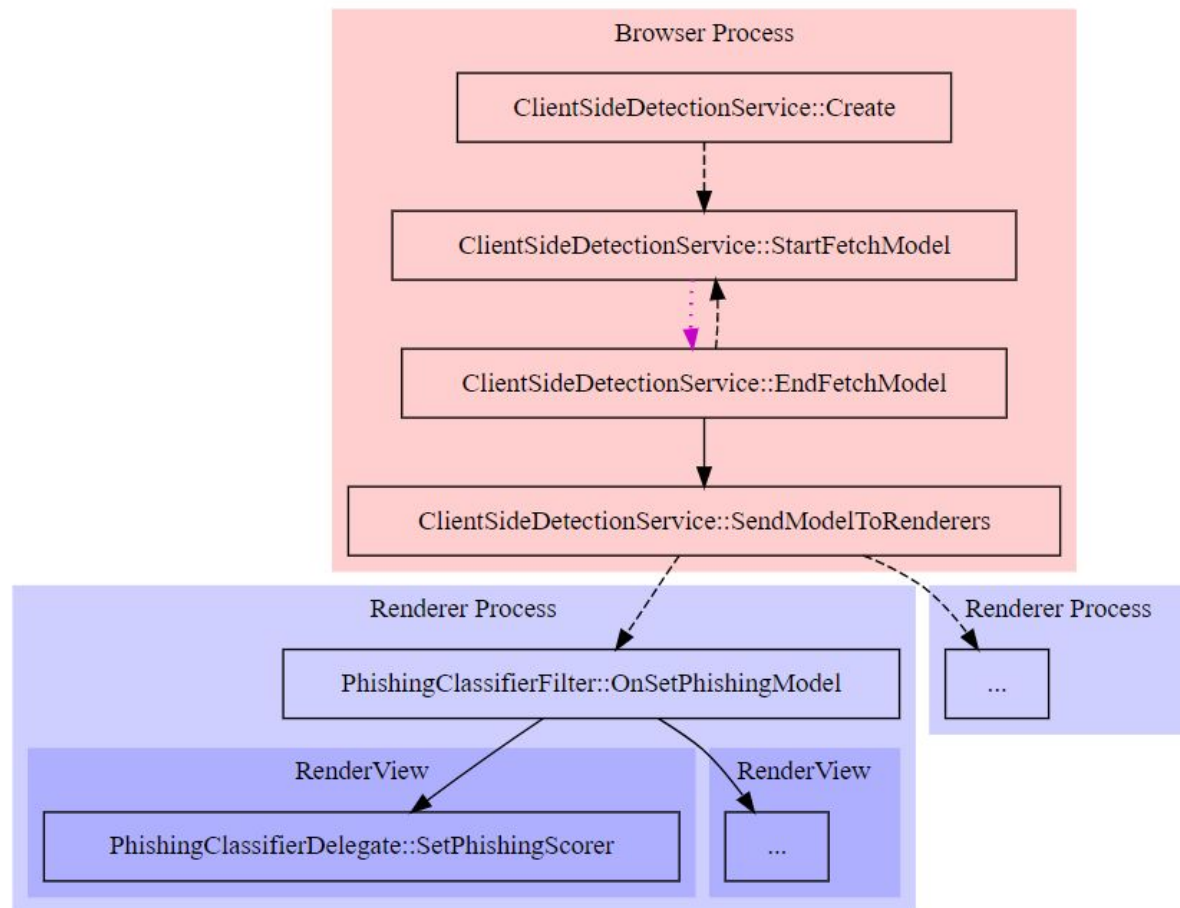 Browser Process
ClientSideDetectionService::Create
ClientSideDetectionService::StartFetchModel
ClientSideDetectionService::EndFetchModel
ClientSideDetectionService::SendModelToRenderers
Renderer Process
PhishingClassifierFilter::OnSetPhishingModel
RenderView
PhishingClassifierDelegate::SetPhishingScorer
RenderView
...
Renderer Process
...